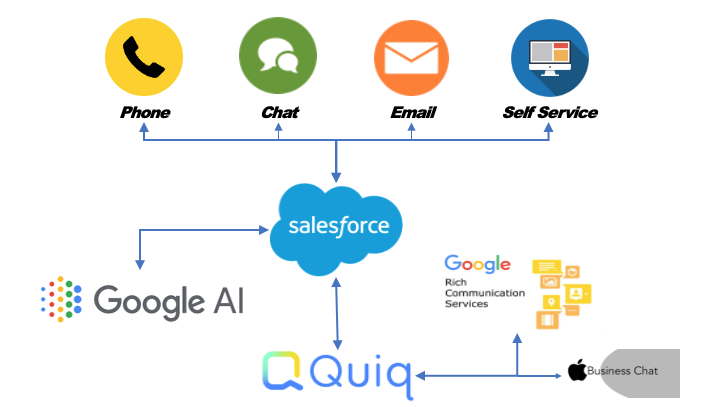 Phone
Chat
Email
Self Service
salesforce
Google AI
Google
Rich
Communication
Services
Quiq
Business Chat